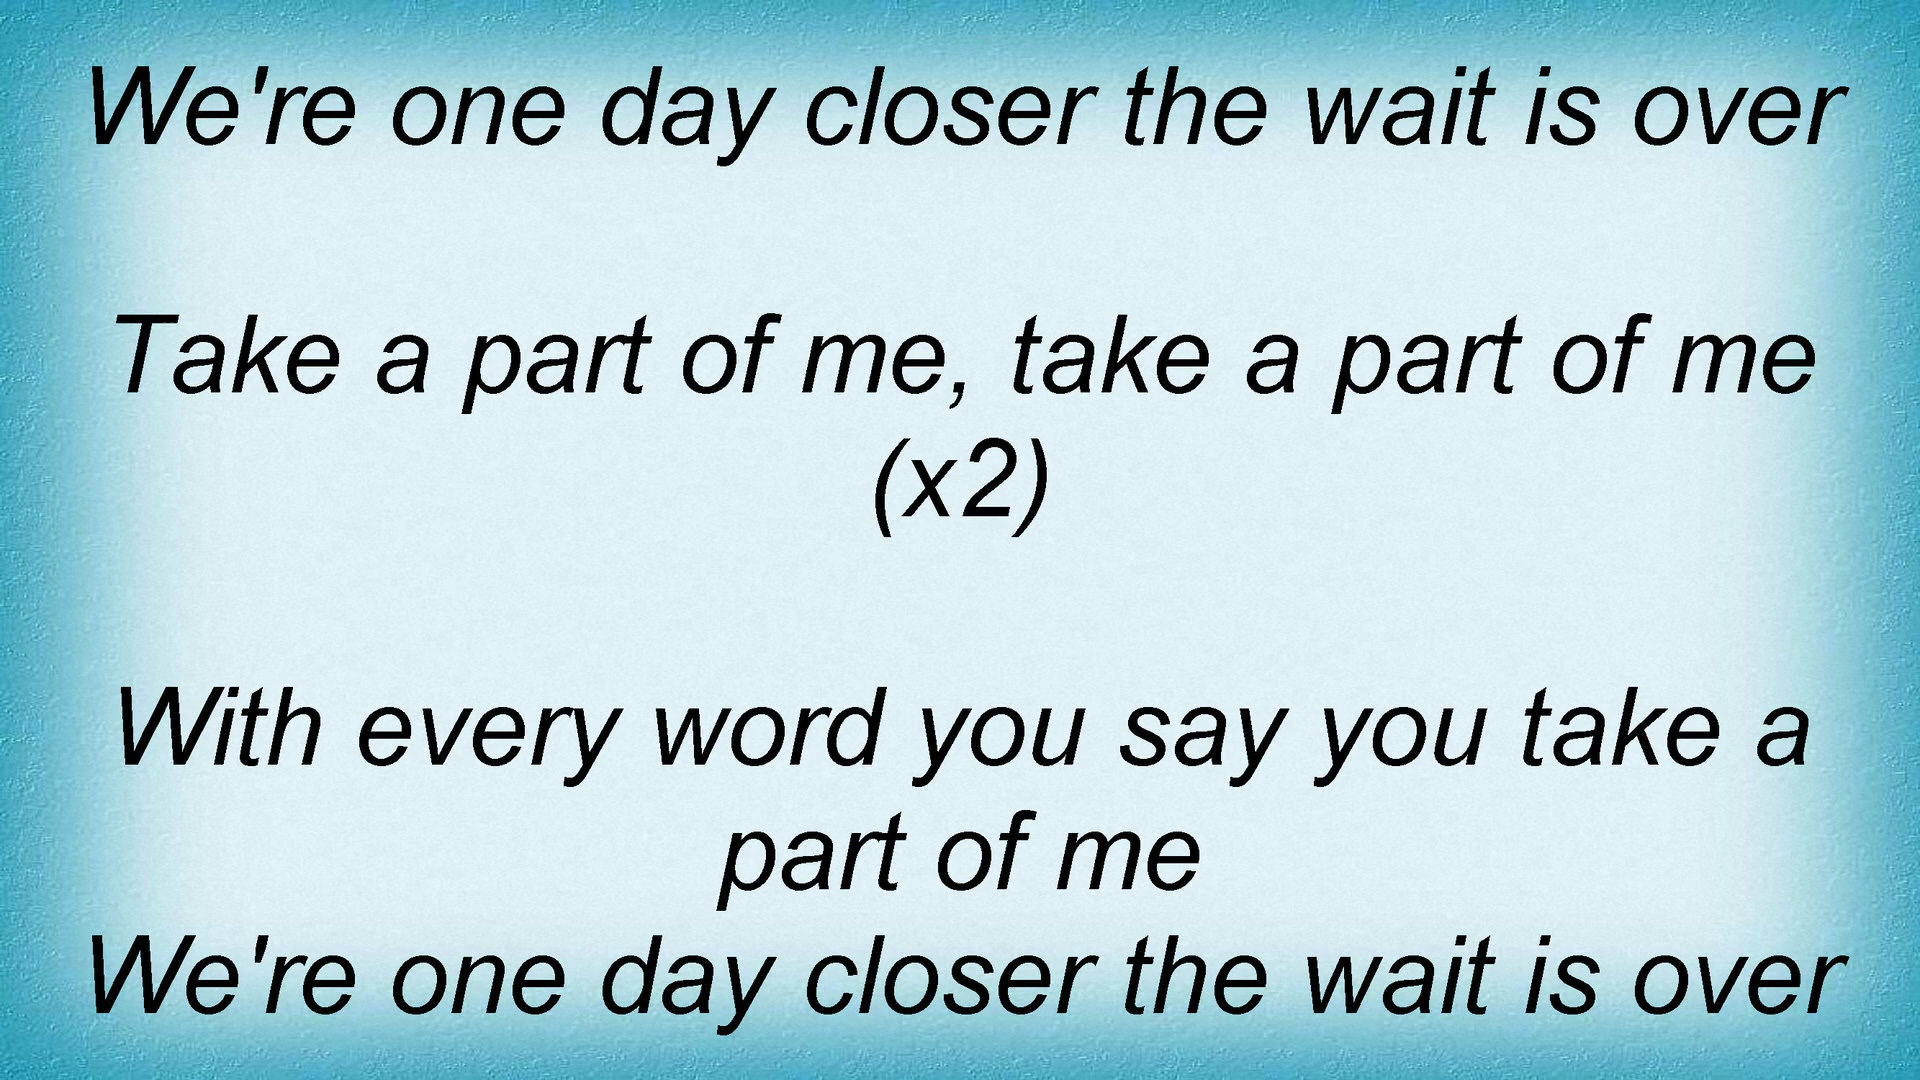 We're one day closer the wait is over
Take a part of me, take a part of me
(x2)
With every word you say you take a
part of me
We're one day closer the wait is over